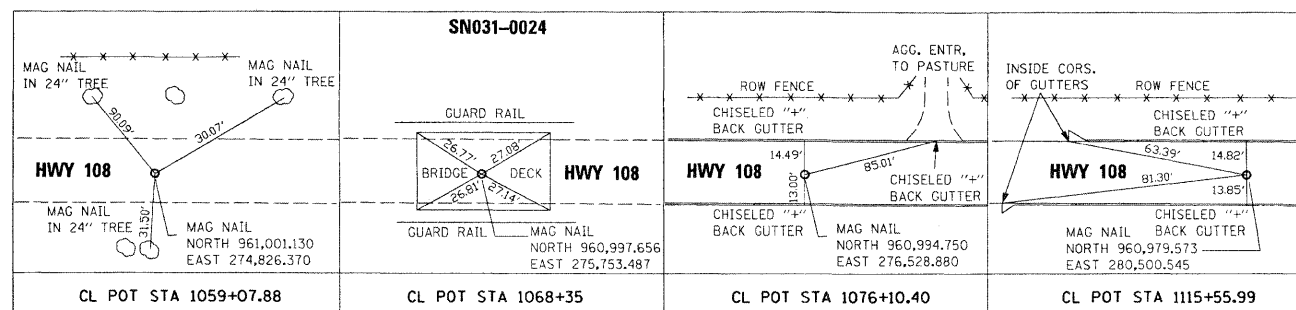 MAG NAIL
IN 24" TREE
MAG NAIL
IN 24" TREE
90.09'
30.07'
HWY 108
MAG NAIL
IN 24" TREE
31.50'
MAG NAIL
NORTH 961,001.130
EAST 274,826.370
CL POT STA 1059+07.88
SN031-0024
GUARD RAIL
26.77'
27.08'
BRIDGE
DECK
HWY 108
26.81'
27.14'
GUARD RAIL
MAG NAIL
NORTH 960,997.656
EAST 275,753.487
CL POT STA 1068+35
AGG. ENTR.
TO PASTURE
ROW FENCE
CHISELED "+"
BACK GUTTER
14.49'
85.01'
HWY 108
13.00'
CHISELED "+"
BACK GUTTER
CHISELED "+"
BACK GUTTER
MAG NAIL
NORTH 960,994.750
EAST 276,528.880
CL POT STA 1076+10.40
INSIDE CORS.
OF GUTTERS
ROW FENCE
CHISELED "+"
BACK GUTTER
63.39'
14.82'
HWY 108
81.30'
13.85'
CHISELED "+"
BACK GUTTER
MAG NAIL
NORTH 960,979.573
EAST 280,500.545
CL POT STA 1115+55.99